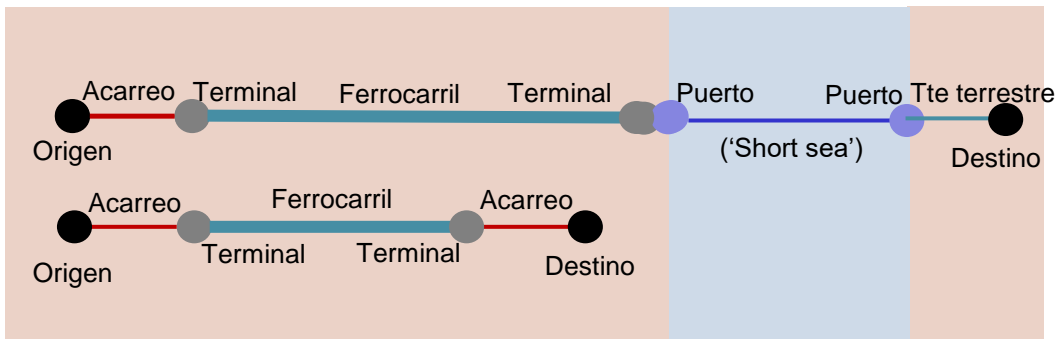 Acarreo Terminal Ferrocarril Terminal Puerto Puerto Tte terrestre
Origen ('Short sea') Destino
Acarreo Ferrocarril Acarreo
Origen Terminal Terminal Destino